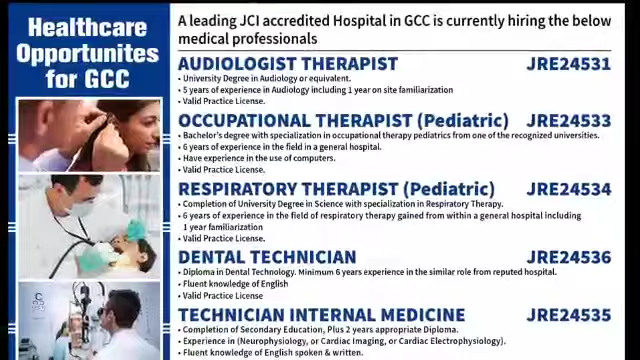 Healthcare
Opportunites
for GCC
A leading JCI accredited Hospital in GCC is currently hiring the below
medical professionals
AUDIOLOGIST THERAPIST JRE24531
• University Degree in Audiology or equivalent.
• 5 years of experience in Audiology including 1 year on site familiarization
• Valid Practice License.
OCCUPATIONAL THERAPIST (Pediatric) JRE24533
• Bachelor's degree with specialization in occupational therapy pediatrics from one of the recognized universities.
• 6 years of experience in the field in a general hospital.
• Have experience in the use of computers.
• Valid Practice License.
RESPIRATORY THERAPIST (Pediatric) JRE24534
• Completion of University Degree in Science with specialization in Respiratory Therapy.
• 6 years of experience in the field of respiratory therapy gained from within a general hospital including
1 year familiarization
• Valid Practice License.
DENTAL TECHNICIAN JRE24536
• Diploma in Dental Technology. Minimum 6 years experience in the similar role from reputed hospital.
• Fluent knowledge of English
• Valid Practice License
TECHNICIAN INTERNAL MEDICINE JRE24535
• Completion of Secondary Education, Plus 2 years appropriate Diploma.
• Experience in (Neurophysiology, or Cardiac Imaging, or Cardiac Electrophysiology).
• Fluent knowledge of English spoken & written.